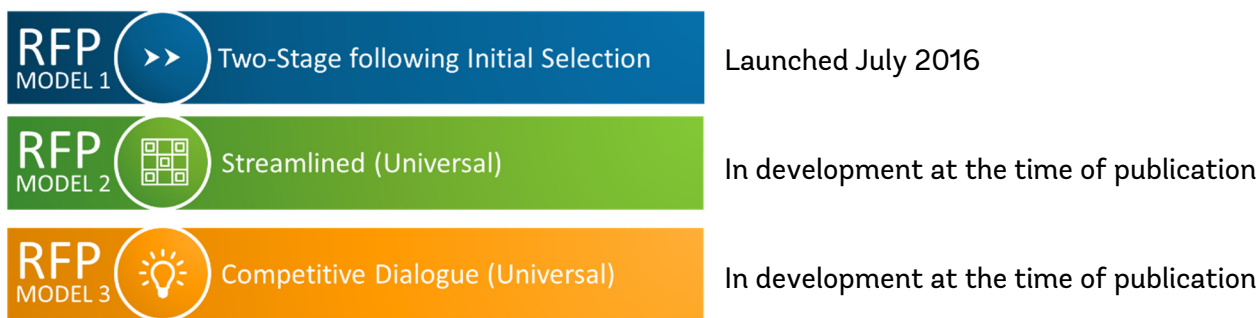 RFP
MODEL 1
Two-Stage following Initial Selection
Launched July 2016
RFP
MODEL 2
Streamlined (Universal)
In development at the time of publication
RFP
MODEL 3
Competitive Dialogue (Universal)
In development at the time of publication